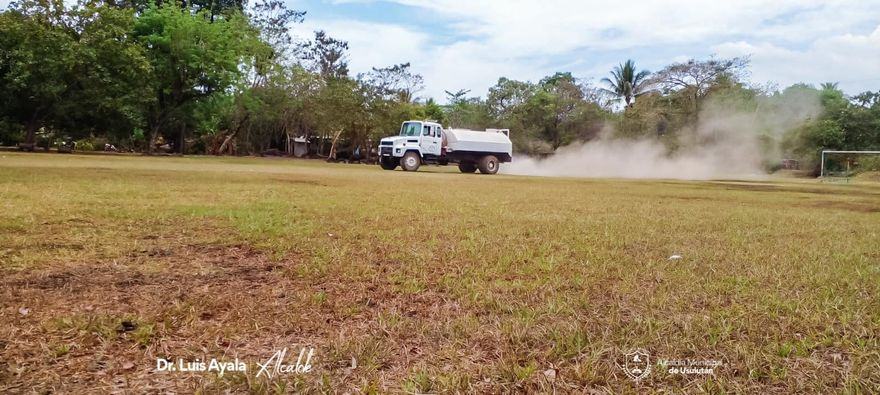 Dr. Luis Ayala Alcalde
Alcaldía Municipal
de Usulután